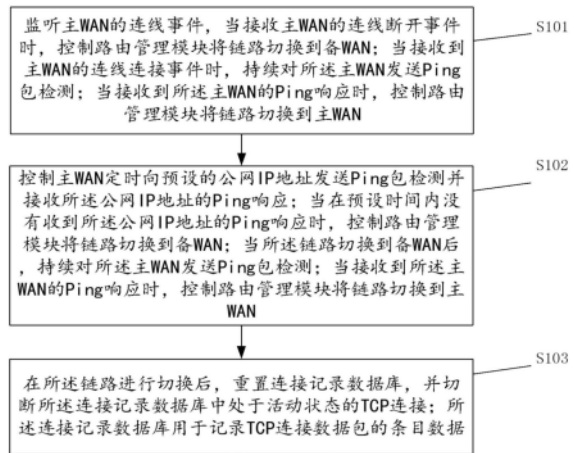 监听主WAN的连线事件，当接收主WAN的连线断开事件
时，控制路由管理模块将链路切换到备WAN；当接收到
主WAN的连线连接事件时，持续对所述主WAN发送Ping
包检测；当接收到所述主WAN的Ping响应时，控制路由
管理模块将链路切换到主WAN
S101
控制主WAN定时向预设的公网IP地址发送Ping包检测并
接收所述公网IP地址的Ping响应；当在预设时间内没
有收到所述公网IP地址的Ping响应时，控制路由管理
模块将链路切换到备WAN；当所述链路切换到备WAN后
，持续对所述主WAN发送Ping包检测；当接收到所述主
WAN的Ping响应时，控制路由管理模块将链路切换到主
WAN
S102
在所述链路进行切换后，重置连接记录数据库，并切
断所述连接记录数据库中处于活动状态的TCP连接；所
述连接记录数据库用于记录TCP连接数据包的条目数据
S103